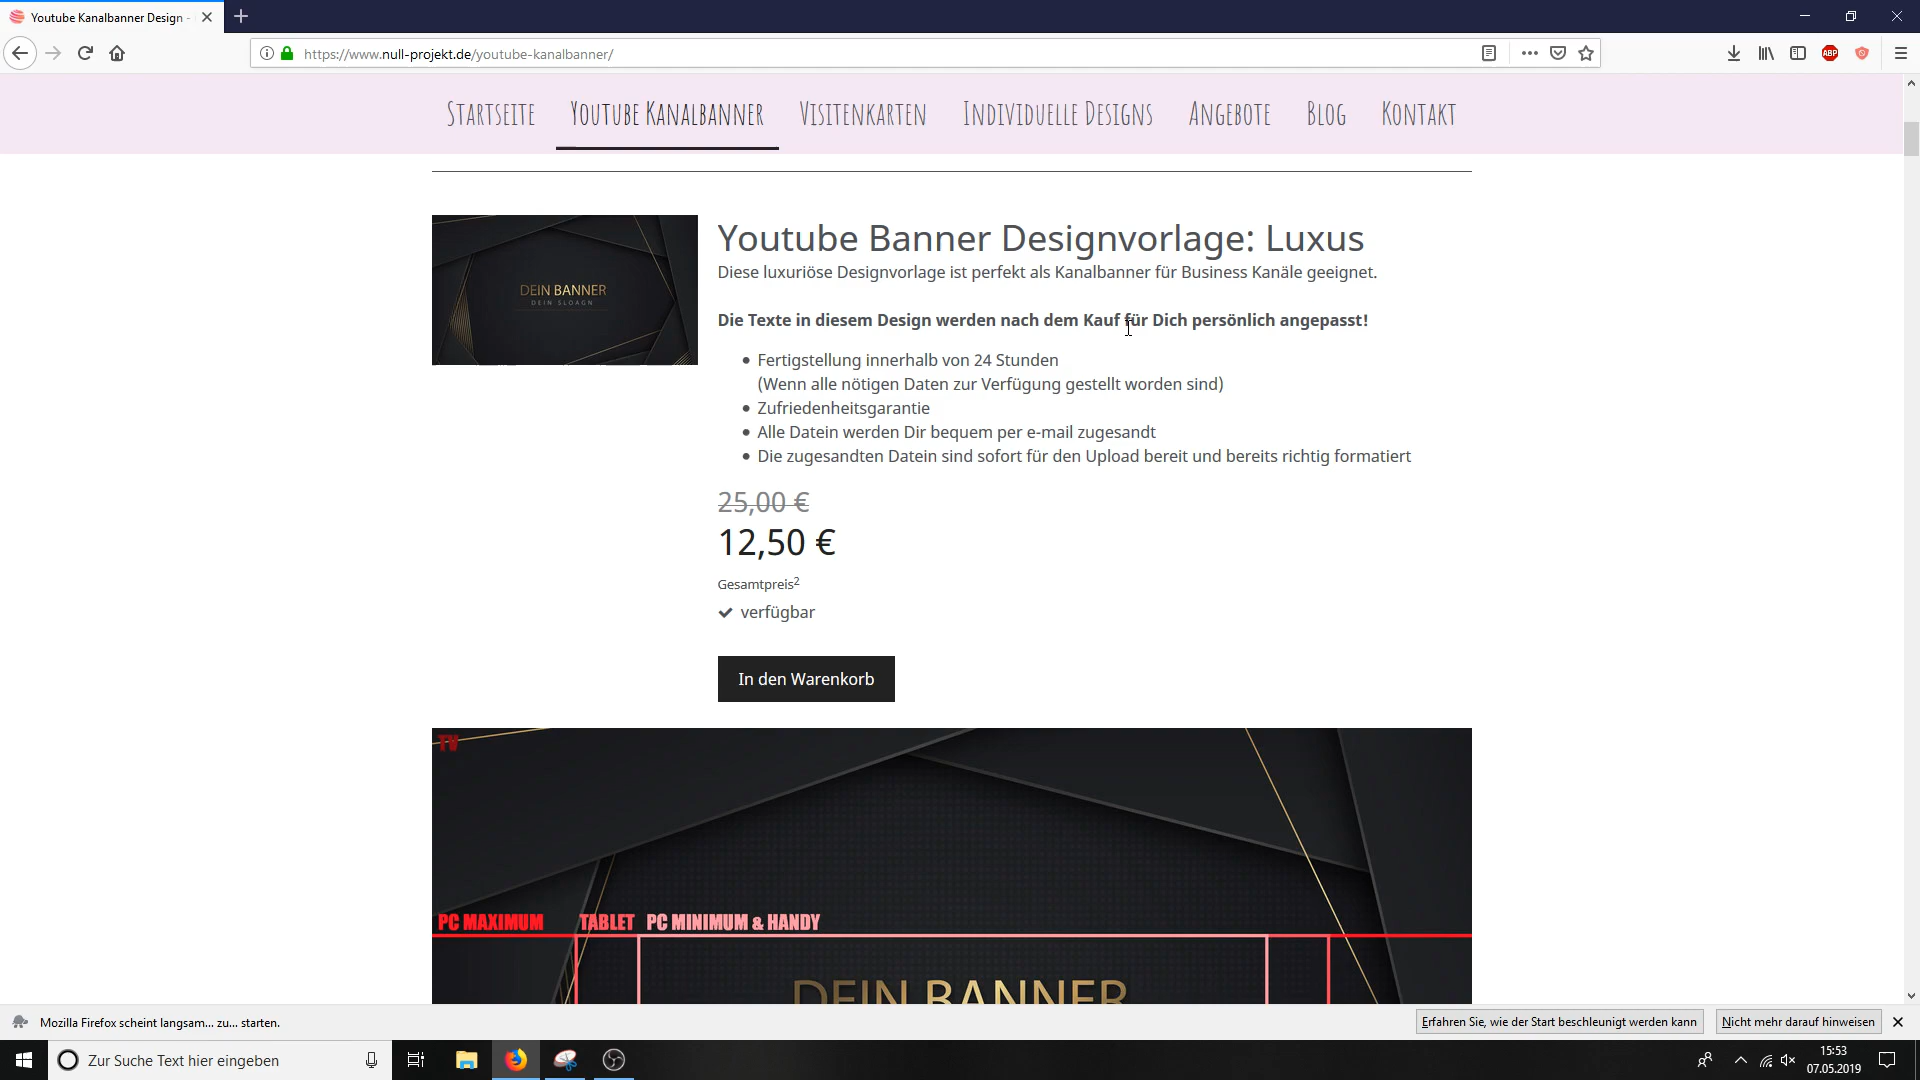 Youtube Kanalbanner Design -
https://www.null-projekt.de/youtube-kanalbanner/
ABP
Startseite
Youtube Kanalbanner
Visitenkarten
Individuelle Designs
Angebote
Blog
Kontakt
DEIN BANNER
DEIN SLOAGN
Youtube Banner Designvorlage: Luxus
Diese luxuriöse Designvorlage ist perfekt als Kanalbanner für Business Kanäle geeignet.
Die Texte in diesem Design werden nach dem Kauf für Dich persönlich angepasst!
Fertigstellung innerhalb von 24 Stunden
(Wenn alle nötigen Daten zur Verfügung gestellt worden sind)
Zufriedenheitsgarantie
Alle Datein werden Dir bequem per e-mail zugesandt
Die zugesandten Datein sind sofort für den Upload bereit und bereits richtig formatiert
25,00 €
12,50 €
Gesamtpreis2
verfügbar
In den Warenkorb
TV
PC MAXIMUM
TABLET
PC MINIMUM & HANDY
DEIN BANNER
Mozilla Firefox scheint langsam... zu... starten.
Erfahren Sie, wie der Start beschleunigt werden kann
Nicht mehr darauf hinweisen
Zur Suche Text hier eingeben
15:53
07.05.2019